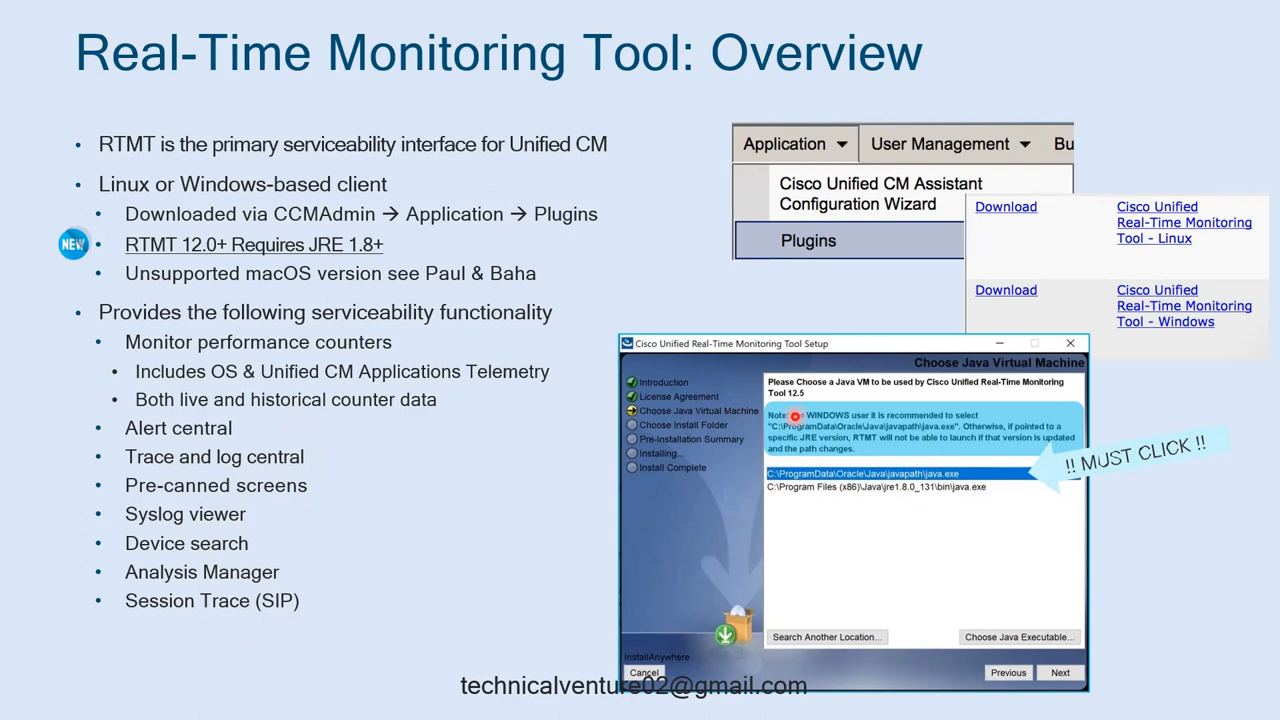 Real-Time Monitoring Tool: Overview
• RTMT is the primary serviceability interface for Unified CM
• Linux or Windows-based client
• Downloaded via CCMAdmin → Application → Plugins
NEW
• RTMT 12.0+ Requires JRE 1.8+
• Unsupported macOS version see Paul & Baha
• Provides the following serviceability functionality
• Monitor performance counters
• Includes OS & Unified CM Applications Telemetry
• Both live and historical counter data
• Alert central
• Trace and log central
• Pre-canned screens
• Syslog viewer
• Device search
• Analysis Manager
• Session Trace (SIP)
Application User Management Bu
Cisco Unified CM Assistant
Configuration Wizard
Plugins
Download Cisco Unified
Real-Time Monitoring
Tool - Linux
Download Cisco Unified
Real-Time Monitoring
Tool - Windows
Cisco Unified Real-Time Monitoring Tool Setup
Choose Java Virtual Machine
Introduction
License Agreement
Choose Java Virtual Machine
Choose Install Folder
Pre-Installation Summary
Installing...
Install Complete
Please Choose a Java VM to be used by Cisco Unified Real-Time Monitoring
Tool 12.5
Note: WINDOWS user it is recommended to select
"C:\ProgramData\Oracle\Java\javapath\java.exe". Otherwise, if pointed to a
specific JRE version, RTMT will not be able to launch if that version is updated
and the path changes.
C:\ProgramData\Oracle\Java\javapath\java.exe
C:\Program Files (x86)\Java\jre1.8.0_131\bin\java.exe
!! MUST CLICK !!
Search Another Location... Choose Java Executable...
InstallAnywhere
Cancel Previous Next
technicalventure02@gmail.com